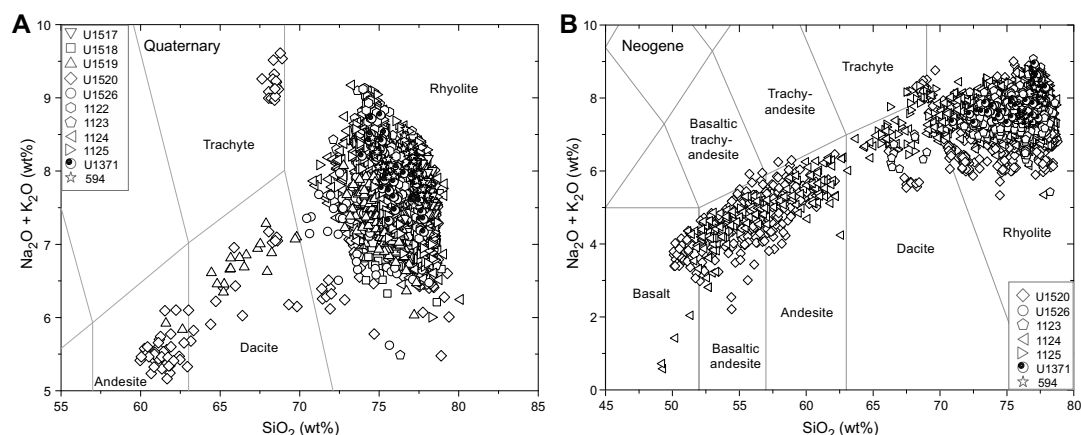 A
Quaternary
U1517
U1518
U1519
U1520
U1526
1122
1123
1124
1125
U1371
594
Rhyolite
Trachyte
Dacite
Andesite
10
9
8
7
6
5
Na2O + K2O (wt%)
55 60 65 70 75 80 85
SiO2 (wt%)
B
Neogene
Trachyte
Trachy-
andesite
Basaltic
trachy-
andesite
Dacite
Rhyolite
Basalt
Andesite
Basaltic
andesite
U1520
U1526
1123
1124
1125
U1371
594
10
8
6
4
2
0
Na2O + K2O (wt%)
45 50 55 60 65 70 75 80
SiO2 (wt%)